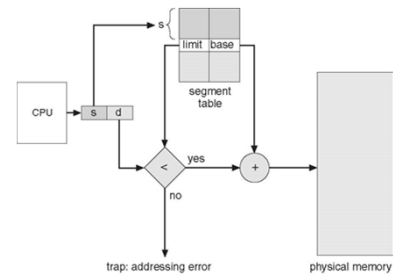 s
limit base
segment
table
CPU
s d
<
yes
+
no
trap: addressing error
physical memory